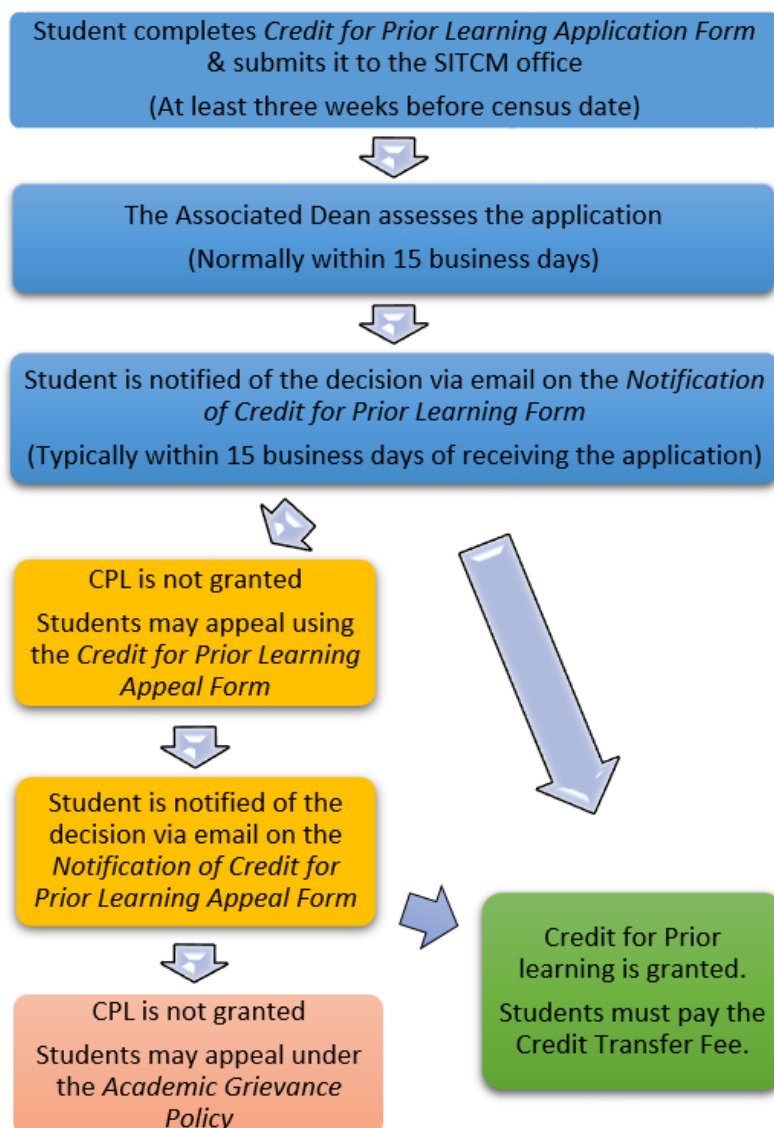 Student completes Credit for Prior Learning Application Form
& submits it to the SITCM office
(At least three weeks before census date)
The Associated Dean assesses the application
(Normally within 15 business days)
Student is notified of the decision via email on the Notification
of Credit for Prior Learning Form
(Typically within 15 business days of receiving the application)
CPL is not granted
Students may appeal using
the Credit for Prior Learning
Appeal Form
Student is notified of the
decision via email on the
Notification of Credit for
Prior Learning Appeal Form
CPL is not granted
Students may appeal under
the Academic Grievance
Policy
Credit for Prior
learning is granted.
Students must pay the
Credit Transfer Fee.